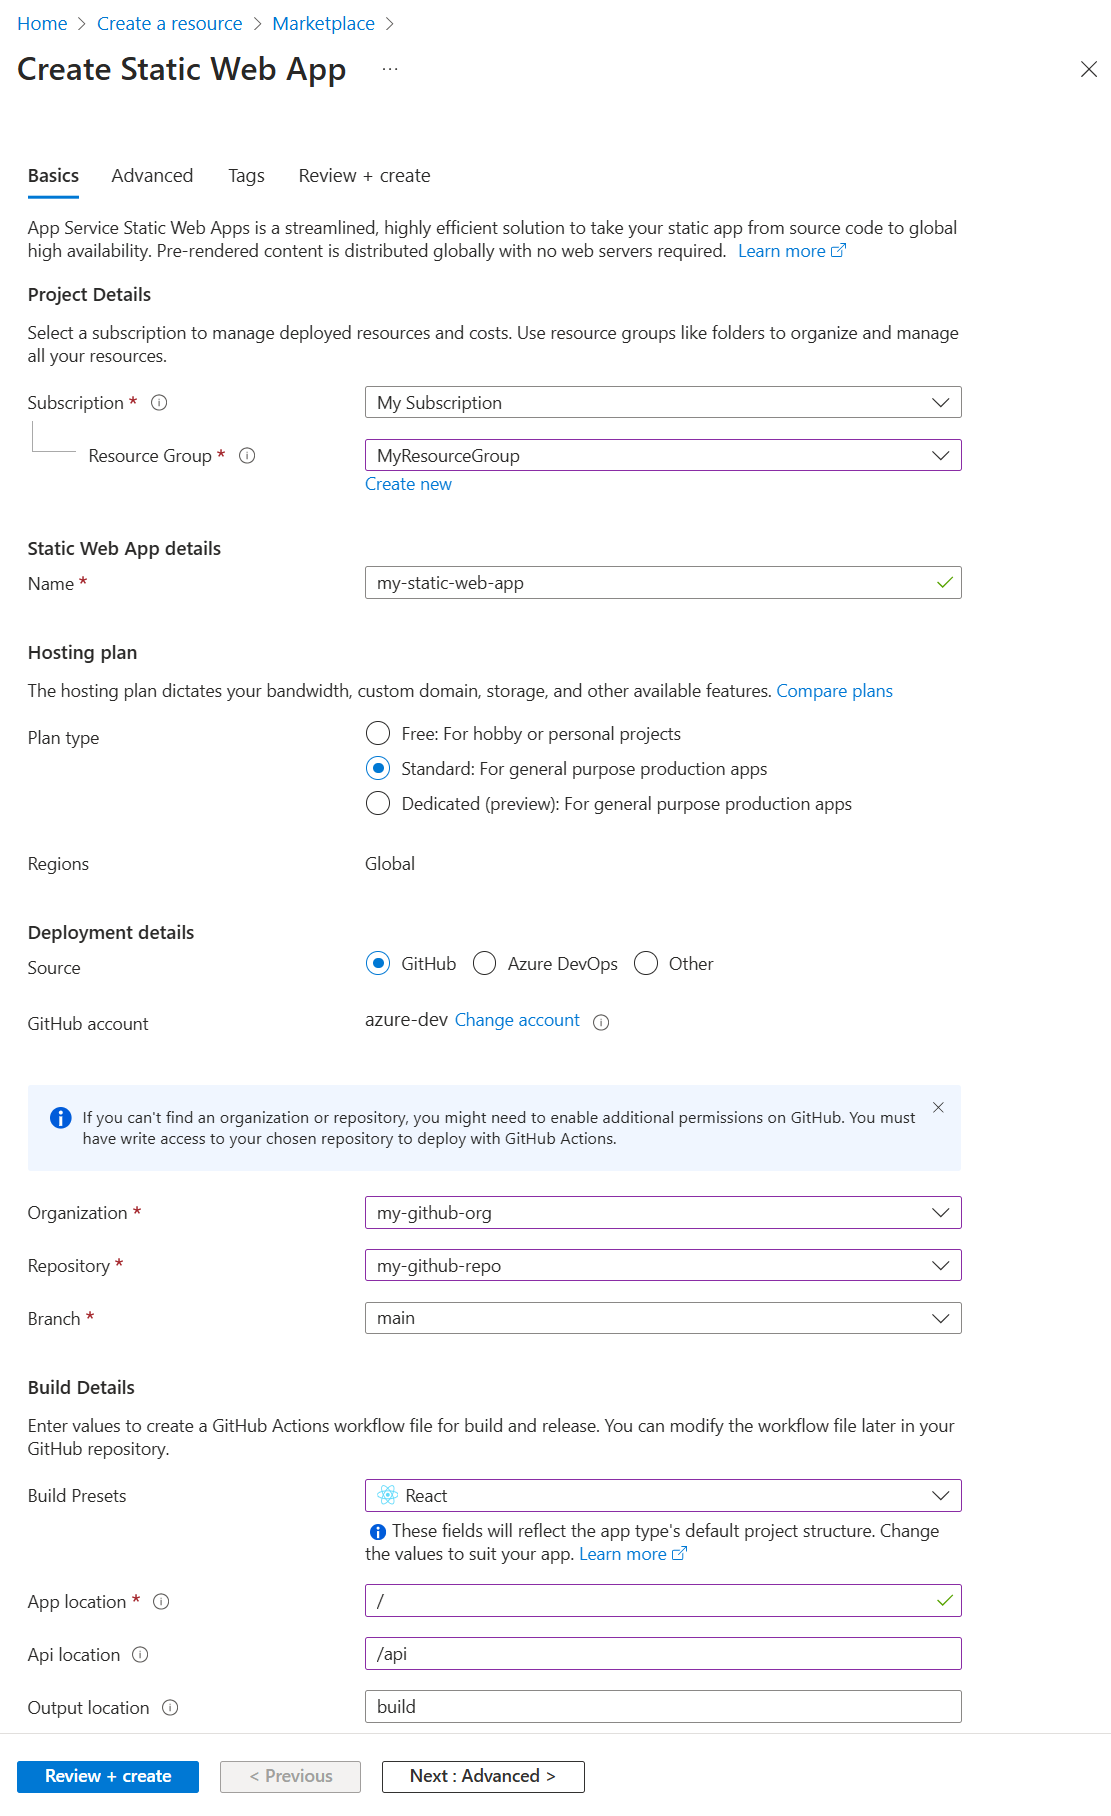 Home > Create a resource > Marketplace >
Create Static Web App ...
Basics Advanced Tags Review + create
App Service Static Web Apps is a streamlined, highly efficient solution to take your static app from source code to global
high availability. Pre-rendered content is distributed globally with no web servers required. Learn more
Project Details
Select a subscription to manage deployed resources and costs. Use resource groups like folders to organize and manage
all your resources.
Subscription * My Subscription
Resource Group * MyResourceGroup
Create new
Static Web App details
Name * my-static-web-app
Hosting plan
The hosting plan dictates your bandwidth, custom domain, storage, and other available features. Compare plans
Plan type Free: For hobby or personal projects
Standard: For general purpose production apps
Dedicated (preview): For general purpose production apps
Regions Global
Deployment details
Source GitHub Azure DevOps Other
GitHub account azure-dev Change account
If you can't find an organization or repository, you might need to enable additional permissions on GitHub. You must
have write access to your chosen repository to deploy with GitHub Actions.
Organization * my-github-org
Repository * my-github-repo
Branch * main
Build Details
Enter values to create a GitHub Actions workflow file for build and release. You can modify the workflow file later in your
GitHub repository.
Build Presets React
These fields will reflect the app type's default project structure. Change
the values to suit your app. Learn more
App location * /
Api location /api
Output location build
Review + create < Previous Next : Advanced >